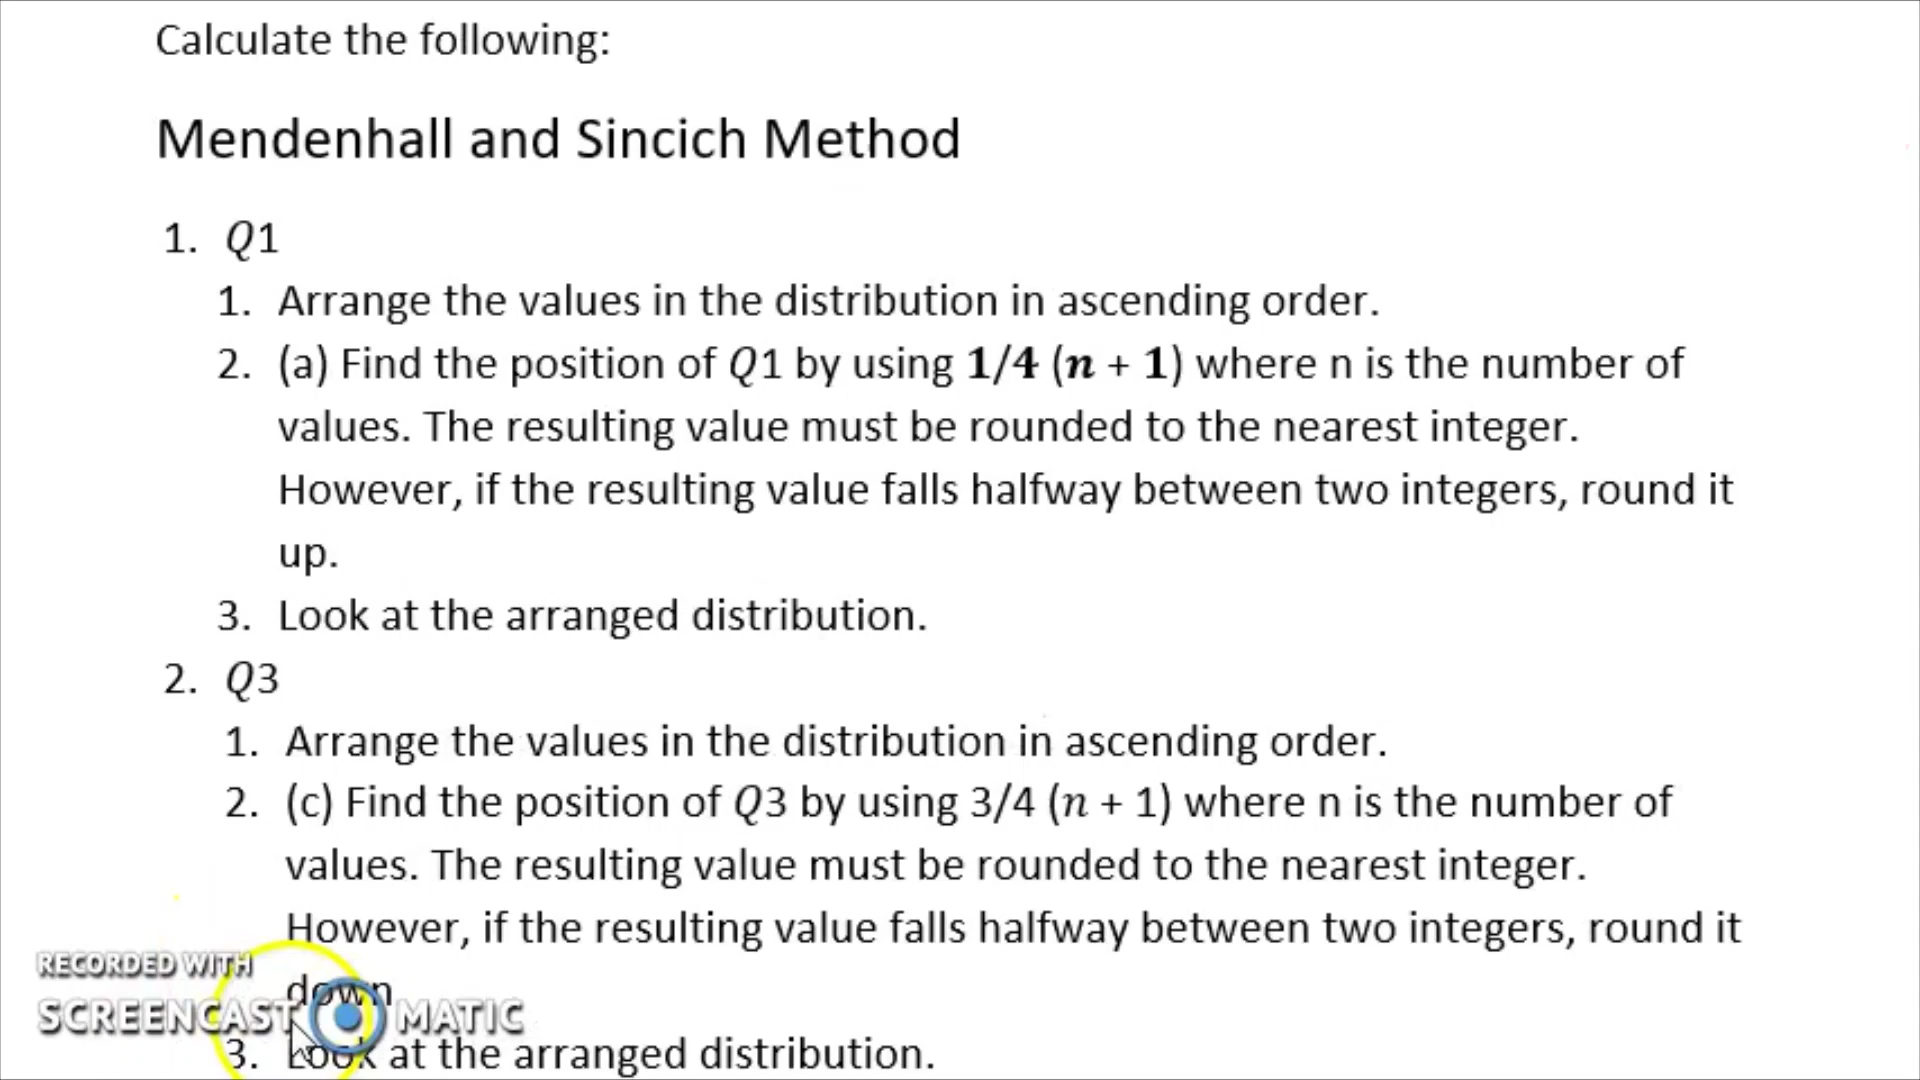 Calculate the following:
Mendenhall and Sincich Method
1. Q1
1. Arrange the values in the distribution in ascending order.
2. (a) Find the position of Q1 by using 1/4 (n + 1) where n is the number of
values. The resulting value must be rounded to the nearest integer.
However, if the resulting value falls halfway between two integers, round it
up.
3. Look at the arranged distribution.
2. Q3
1. Arrange the values in the distribution in ascending order.
2. (c) Find the position of Q3 by using 3/4 (n + 1) where n is the number of
values. The resulting value must be rounded to the nearest integer.
However, if the resulting value falls halfway between two integers, round it
down
3. Look at the arranged distribution.
RECORDED WITH
SCREENCAST MATIC